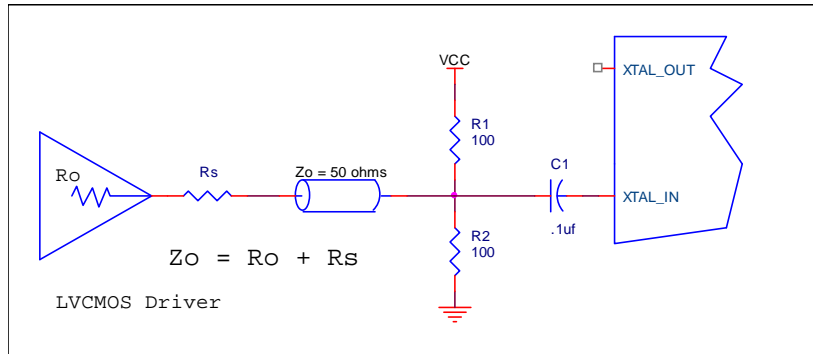 VCC
XTAL_OUT
R1
100
Ro
Rs
Zo = 50 ohms
C1
XTAL_IN
.1uf
R2
100
Zo = Ro + Rs
LVCMOS Driver